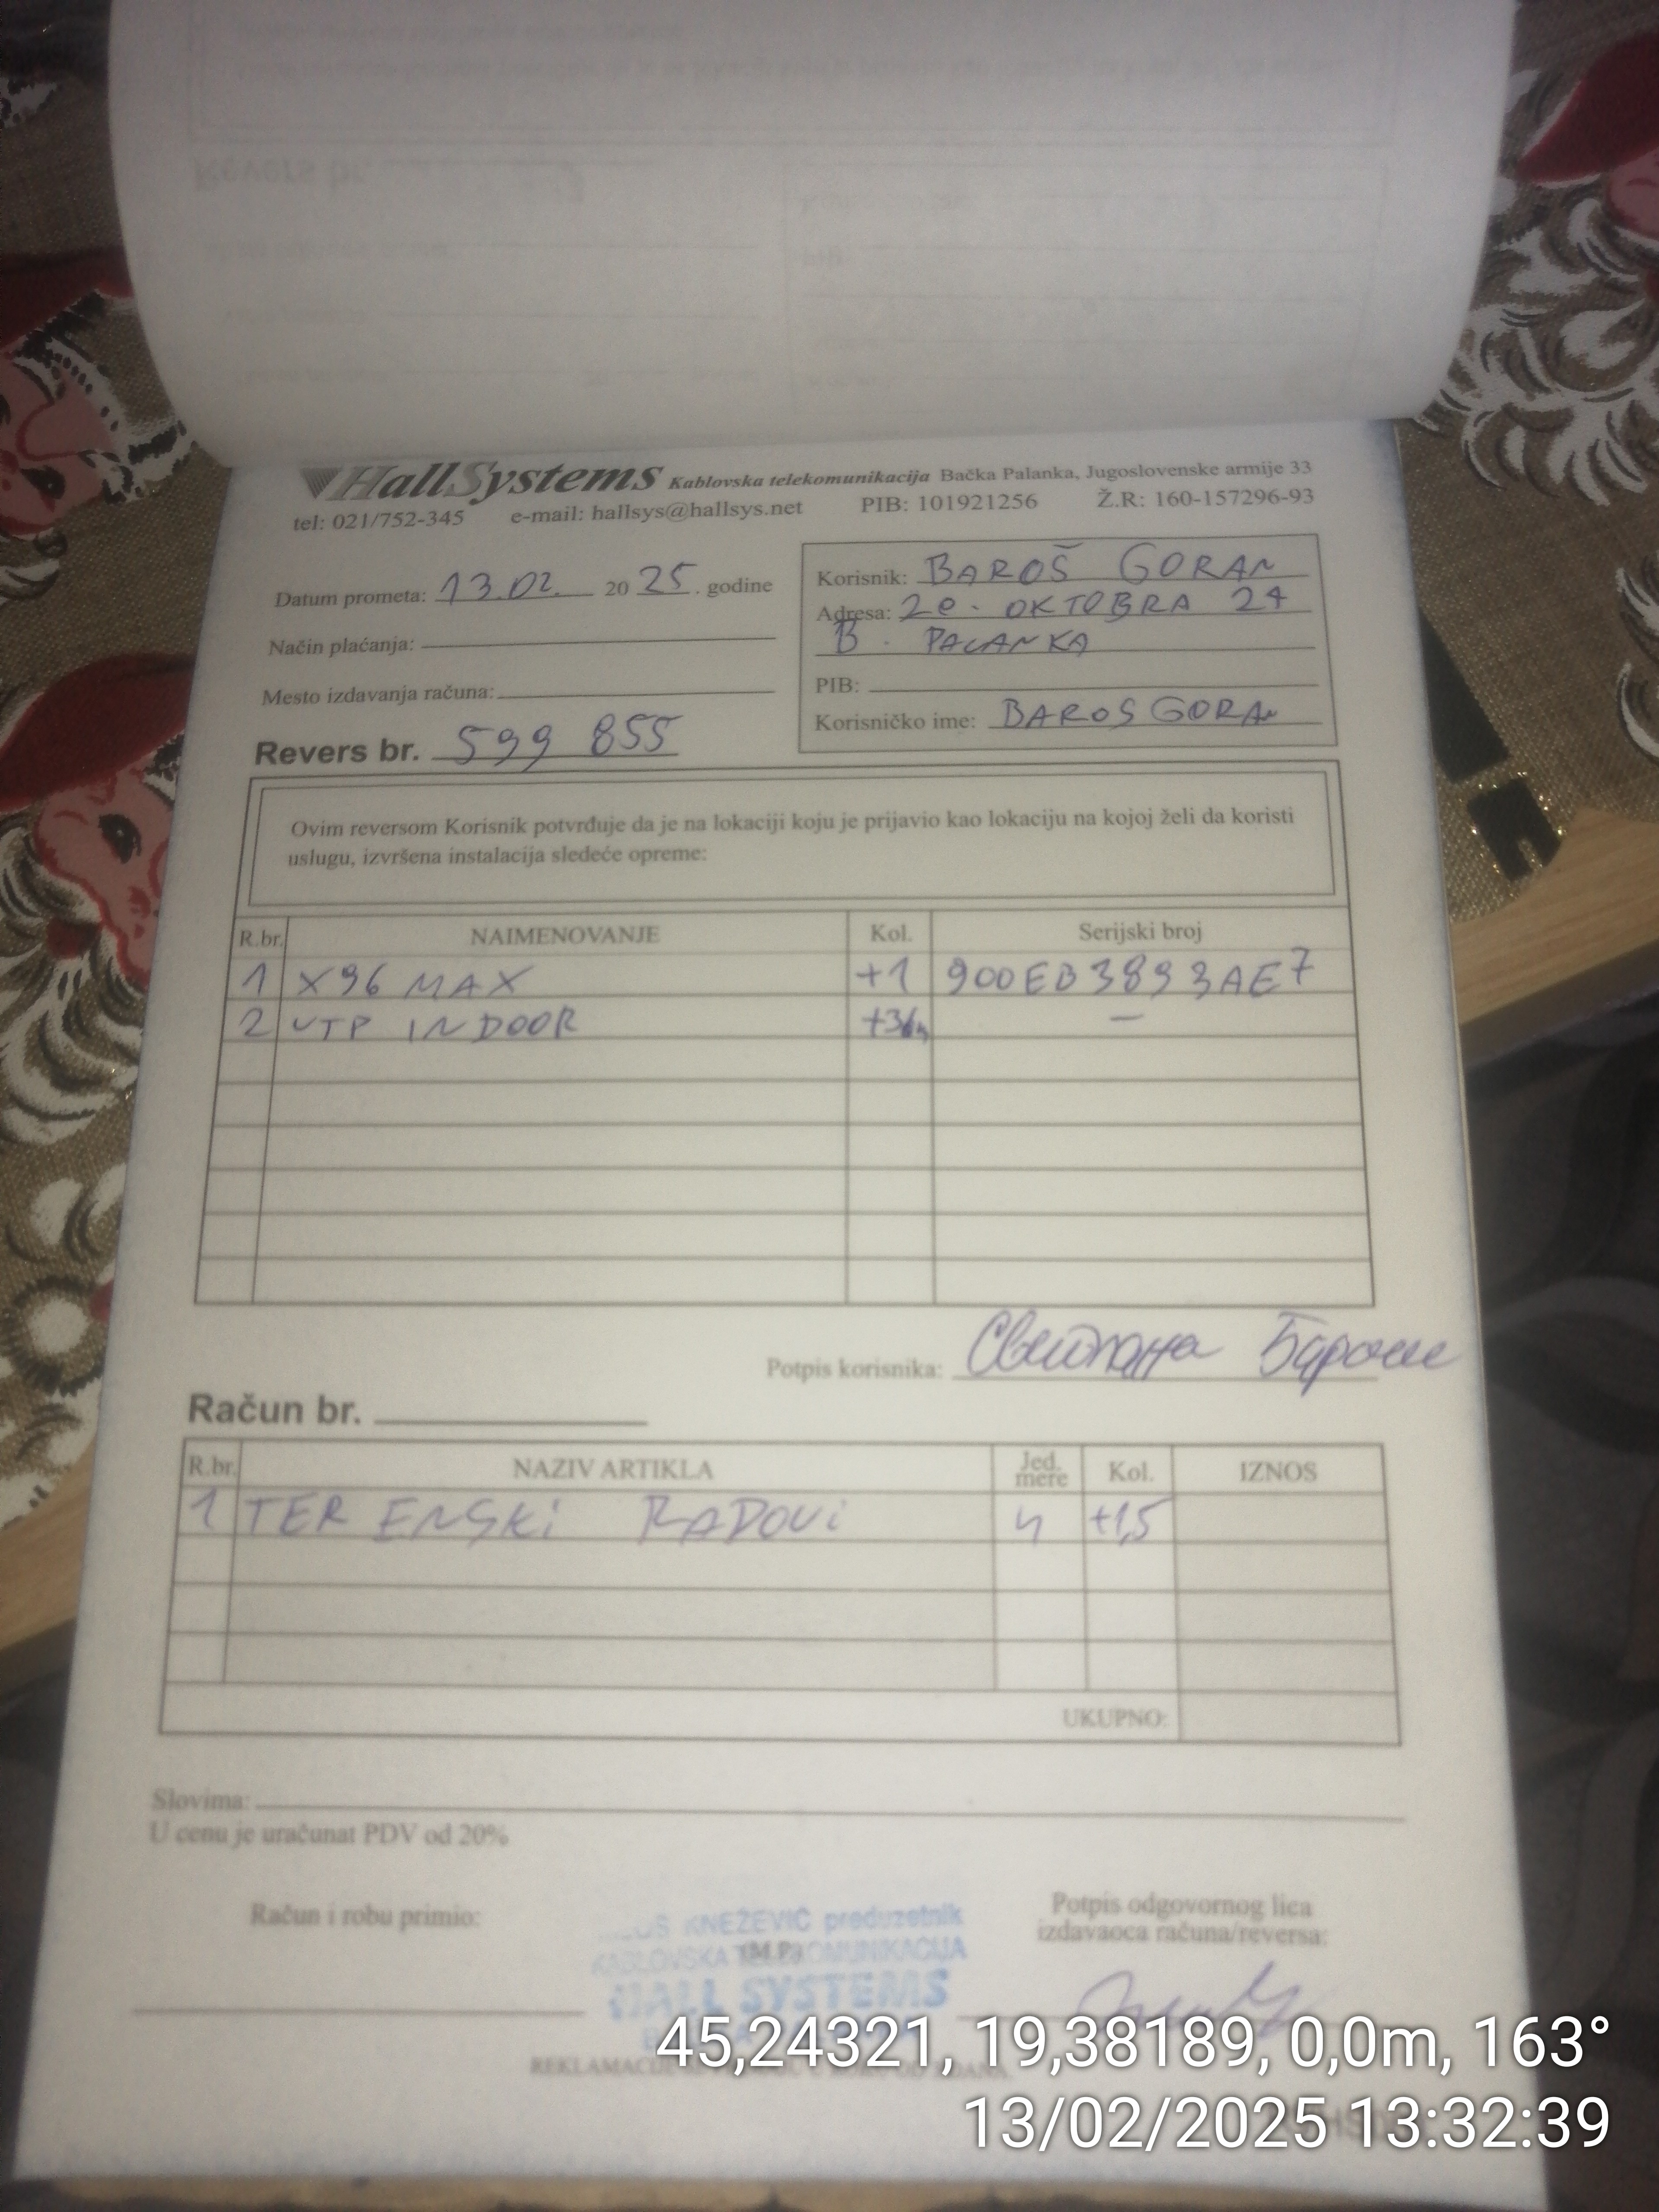 HallSystems Kablovska telekomunikacija Bačka Palanka, Jugoslovenske armije 33
tel: 021/752-345 e-mail: hallsys@hallsys.net PIB: 101921256 Ž.R: 160-157296-93
Datum prometa: 13.02. 2025. godine
Način plaćanja:
Mesto izdavanja računa:
Revers br. 599 855
Korisnik: BAROŠ GORAN
Adresa: 20. OKTOBRA 24
B. PALANKA
PIB:
Korisničko ime: BAROSGORAN
Ovim reversom Korisnik potvrđuje da je na lokaciji koju je prijavio kao lokaciju na kojoj želi da koristi
uslugu, izvršena instalacija sledeće opreme:
R.br. NAIMENOVANJE Kol. Serijski broj
1 X96 MAX +1 900EB3893AE7
2 UTP INDOOR —
Potpis korisnika: Светлана Барош
Račun br.
R.br. NAZIV ARTIKLA Jed. mere Kol. IZNOS
1 TERENSKI RADOVI +1,5
UKUPNO:
Slovima:
U cenu je uračunat PDV od 20%
Račun i robu primio:
KNEŽEVIĆ preduzetnik
KABLOVSKA TELEKOMUNIKACIJA
(M.P.)
HALL SYSTEMS
Potpis odgovornog lica
izdavaoca računa/reversa:
45,24321, 19,38189, 0,0m, 163°
13/02/2025 13:32:39